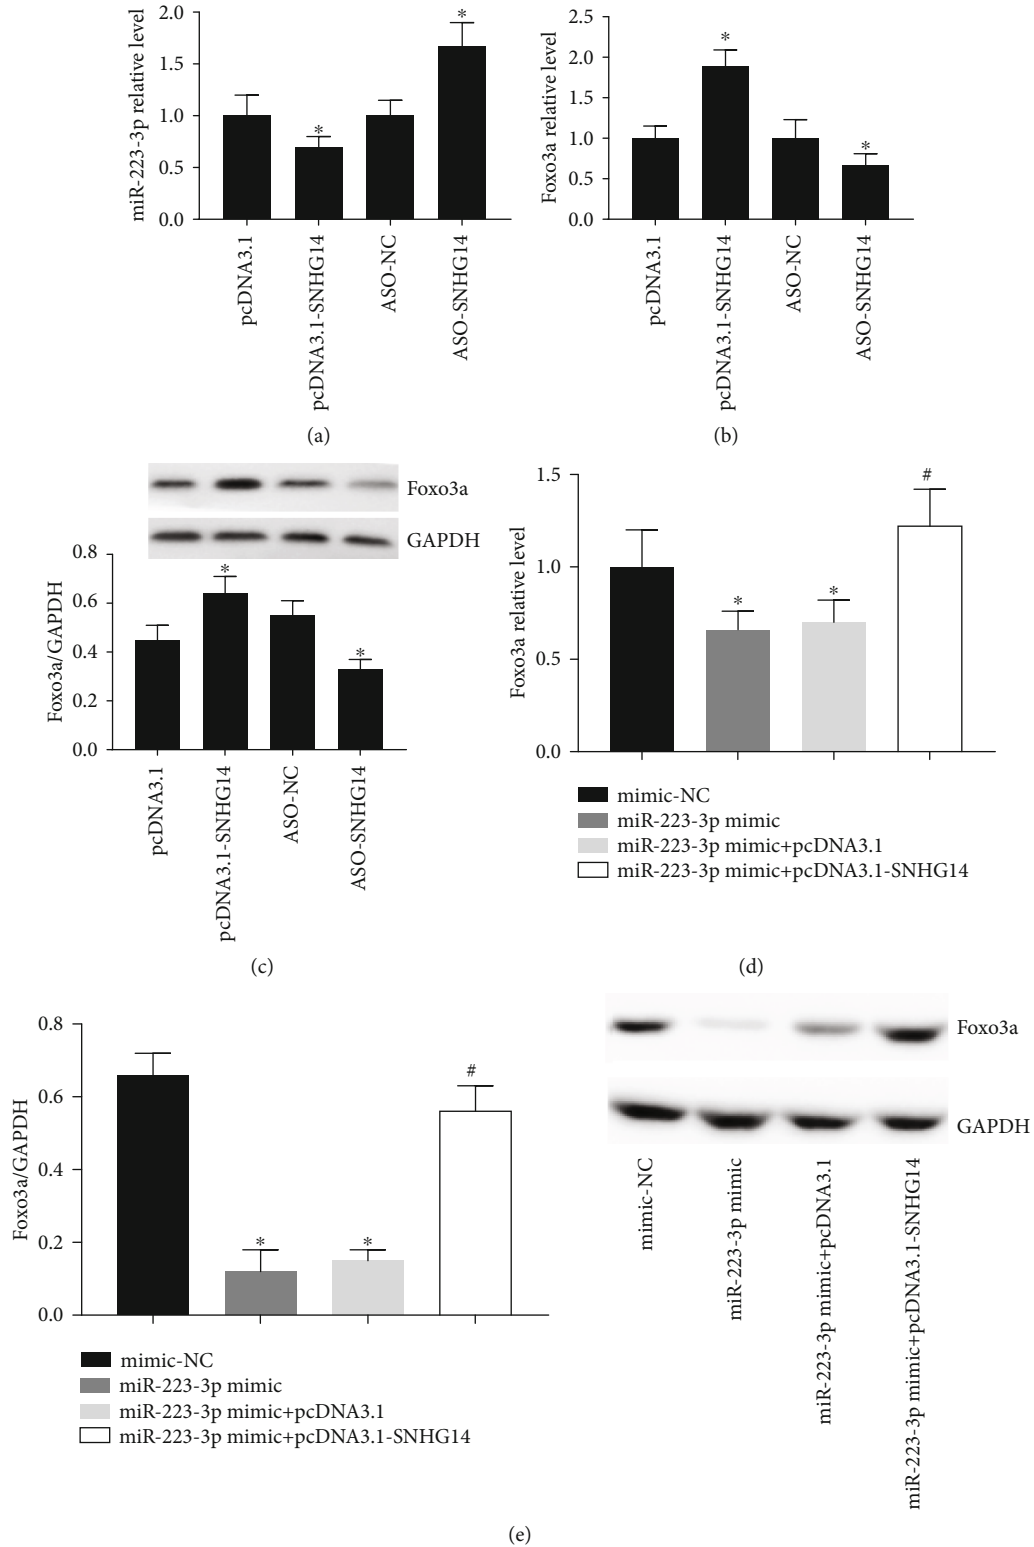 miR-223-3p relative level
2.0
1.5
1.0
0.5
0.0
*
*
pcDNA3.1
pcDNA3.1-SNHG14
ASO-NC
ASO-SNHG14
(a)
Foxo3a relative level
2.5
2.0
1.5
1.0
0.5
0.0
*
*
pcDNA3.1
pcDNA3.1-SNHG14
ASO-NC
ASO-SNHG14
(b)
Foxo3a
GAPDH
Foxo3a/GAPDH
0.8
0.6
0.4
0.2
0.0
*
*
pcDNA3.1
pcDNA3.1-SNHG14
ASO-NC
ASO-SNHG14
(c)
Foxo3a relative level
1.5
1.0
0.5
0.0
*
*
#
mimic-NC
miR-223-3p mimic
miR-223-3p mimic+pcDNA3.1
miR-223-3p mimic+pcDNA3.1-SNHG14
(d)
Foxo3a/GAPDH
0.8
0.6
0.4
0.2
0.0
*
*
#
mimic-NC
miR-223-3p mimic
miR-223-3p mimic+pcDNA3.1
miR-223-3p mimic+pcDNA3.1-SNHG14
Foxo3a
GAPDH
mimic-NC
miR-223-3p mimic
miR-223-3p mimic+pcDNA3.1
miR-223-3p mimic+pcDNA3.1-SNHG14
(e)